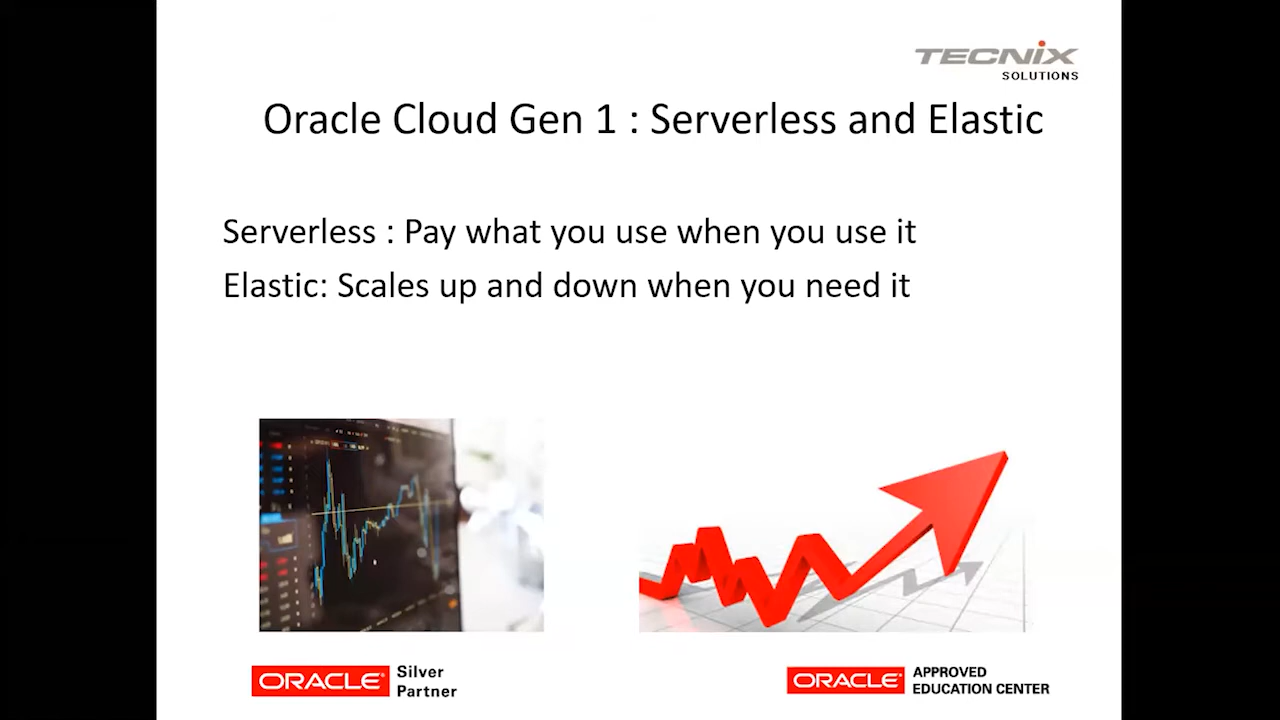 TECNIX
SOLUTIONS
Oracle Cloud Gen 1 : Serverless and Elastic
Serverless : Pay what you use when you use it
Elastic: Scales up and down when you need it
ORACLE® Silver
Partner
ORACLE® APPROVED
EDUCATION CENTER